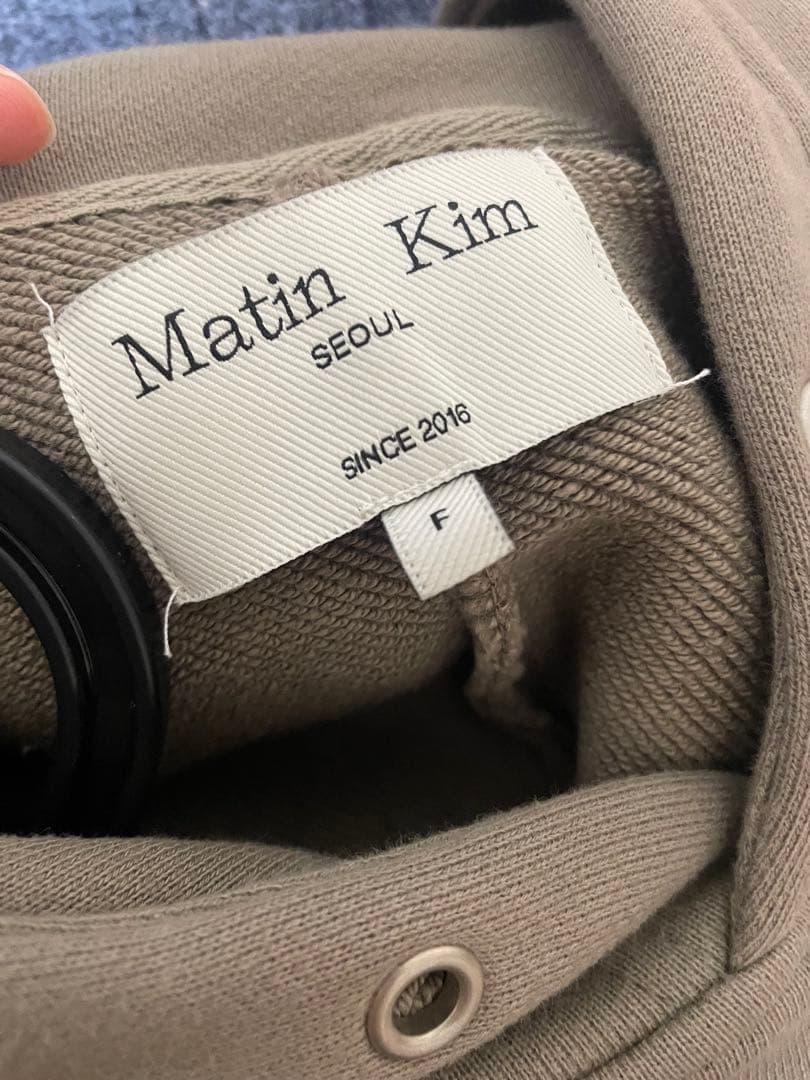 Matin Kim
SEOUL
SINCE 2016
F